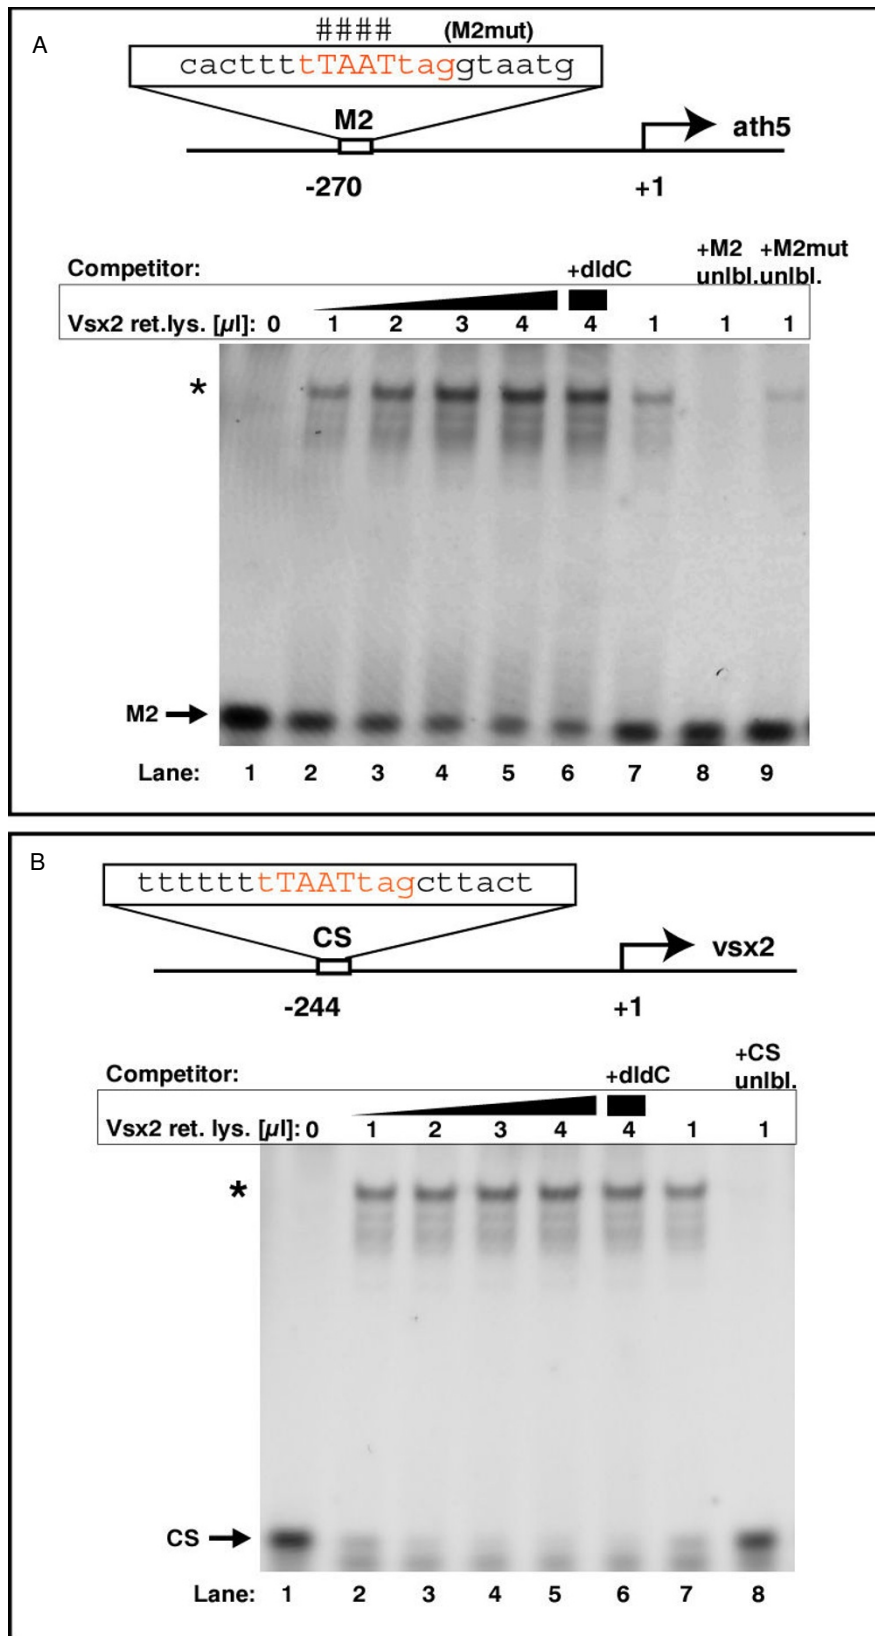 A
#### (M2mut)
cactttttTAATtaggtaatg
M2
ath5
-270 +1
+M2 +M2mut
Competitor: +dIdC unlbl. unlbl.
Vsx2 ret.lys. [µl]: 0 1 2 3 4 4 1 1 1
*
M2
Lane: 1 2 3 4 5 6 7 8 9
B
tttttttTAATtagcttact
CS
vsx2
-244 +1
+CS
Competitor: +dIdC unlbl.
Vsx2 ret. lys. [µl]: 0 1 2 3 4 4 1 1
*
CS
Lane: 1 2 3 4 5 6 7 8